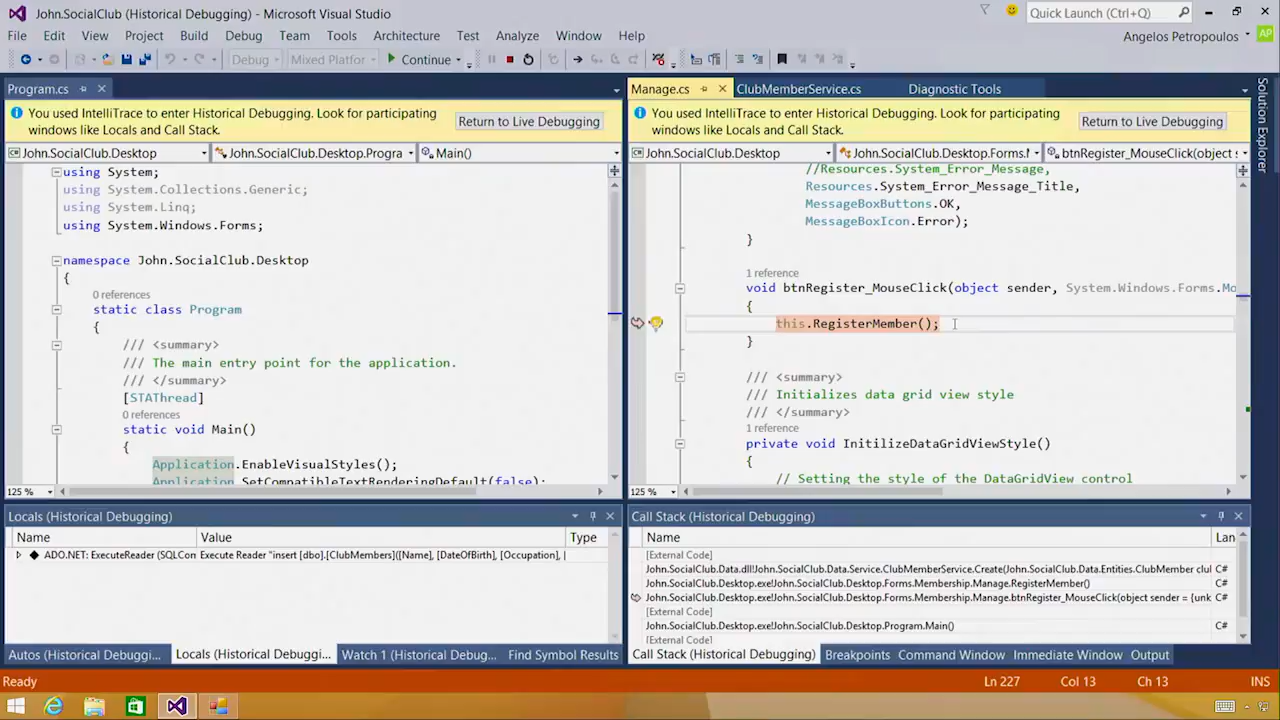 John.SocialClub (Historical Debugging) - Microsoft Visual Studio
Quick Launch (Ctrl+Q)
File Edit View Project Build Debug Team Tools Architecture Test Analyze Window Help
Angelos Petropoulos AP
Debug Mixed Platform Continue
Program.cs
Manage.cs ClubMemberService.cs Diagnostic Tools
Solution Explorer
You used IntelliTrace to enter Historical Debugging. Look for participating
windows like Locals and Call Stack.
Return to Live Debugging
You used IntelliTrace to enter Historical Debugging. Look for participating
windows like Locals and Call Stack.
Return to Live Debugging
John.SocialClub.Desktop John.SocialClub.Desktop.Progra Main()
John.SocialClub.Desktop John.SocialClub.Desktop.Forms.M btnRegister_MouseClick(object s
using System;
using System.Collections.Generic;
using System.Linq;
using System.Windows.Forms;
namespace John.SocialClub.Desktop
{
0 references
static class Program
{
/// <summary>
/// The main entry point for the application.
/// </summary>
[STAThread]
0 references
static void Main()
{
Application.EnableVisualStyles();
Application.SetCompatibleTextRenderingDefault(false);
125 %
//Resources.System_Error_Message,
Resources.System_Error_Message_Title,
MessageBoxButtons.OK,
MessageBoxIcon.Error);
}
1 reference
void btnRegister_MouseClick(object sender, System.Windows.Forms.Mo
{
this.RegisterMember();
}
/// <summary>
/// Initializes data grid view style
/// </summary>
1 reference
private void InitilizeDataGridViewStyle()
{
// Setting the style of the DataGridView control
125 %
Locals (Historical Debugging)
Name Value Type
ADO.NET: ExecuteReader (SQLCon Execute Reader "insert [dbo].[ClubMembers]([Name], [DateOfBirth], [Occupation], [
Autos (Historical Debuggi... Locals (Historical Debuggi... Watch 1 (Historical Debug... Find Symbol Results
Call Stack (Historical Debugging)
Name Lan
[External Code]
John.SocialClub.Data.dll!John.SocialClub.Data.Service.ClubMemberService.Create(John.SocialClub.Data.Entities.ClubMember clu C#
John.SocialClub.Desktop.exe!John.SocialClub.Desktop.Forms.Membership.Manage.RegisterMember() C#
John.SocialClub.Desktop.exe!John.SocialClub.Desktop.Forms.Membership.Manage.btnRegister_MouseClick(object sender = {unk C#
[External Code]
John.SocialClub.Desktop.exe!John.SocialClub.Desktop.Program.Main() C#
[External Code]
Call Stack (Historical Debugging) Breakpoints Command Window Immediate Window Output
Ready Ln 227 Col 13 Ch 13 INS